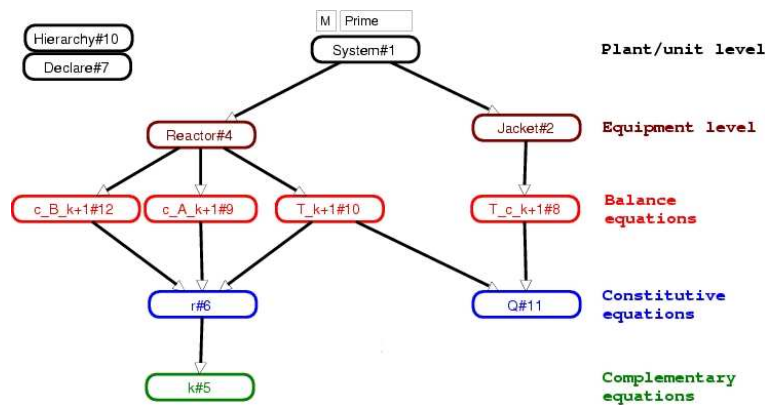 M Prime
Hierarchy#10
System#1
Plant/unit level
Declare#7
Reactor#4
Jacket#2
Equipment level
c_B_k+1#12 c_A_k+1#9 T_k+1#10 T_c_k+1#8
Balance
equations
r#6
Q#11
Constitutive
equations
k#5
Complementary
equations